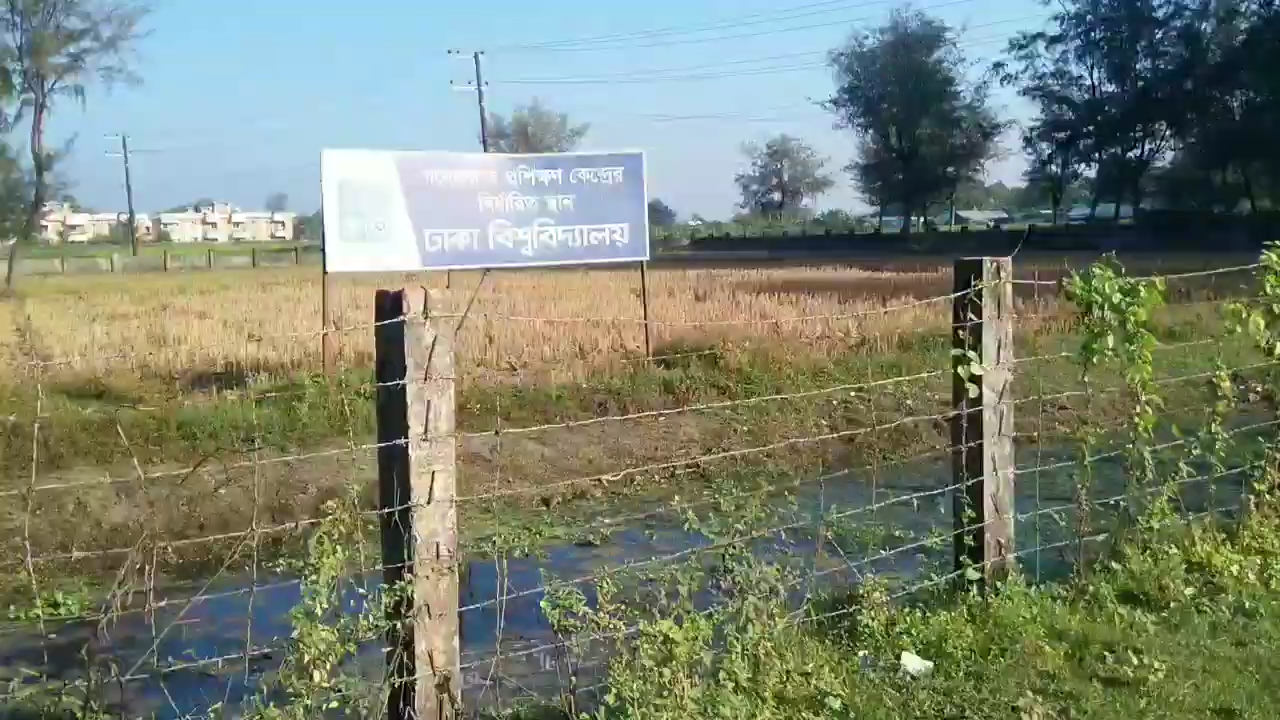 প্রশিক্ষণ কেন্দ্রের
নির্ধারিত স্থান
ঢাকা বিশ্ববিদ্যালয়